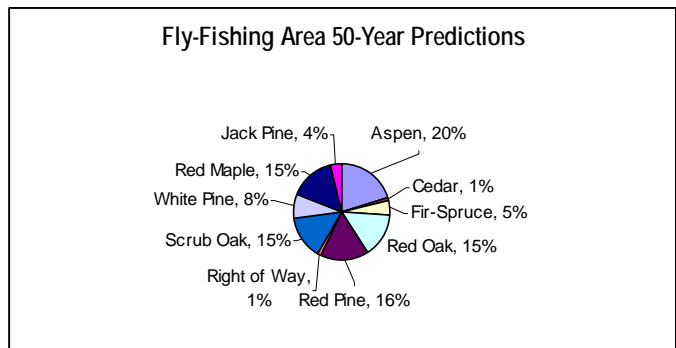 Fly-Fishing Area 50-Year Predictions
Jack Pine, 4%
Aspen, 20%
Red Maple, 15%
Cedar, 1%
White Pine, 8%
Fir-Spruce, 5%
Scrub Oak, 15%
Red Oak, 15%
Right of Way,
1%
Red Pine, 16%